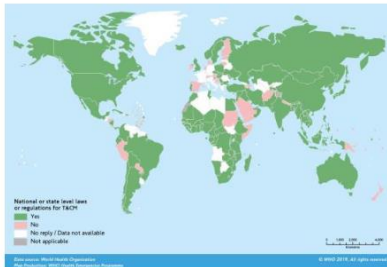 National or state level laws
or regulations for T&CM
Yes
No
No reply / Data not available
Not applicable
Data source: World Health Organization
Map Production: WHO Health Emergencies Programme
© WHO 2019. All rights reserved